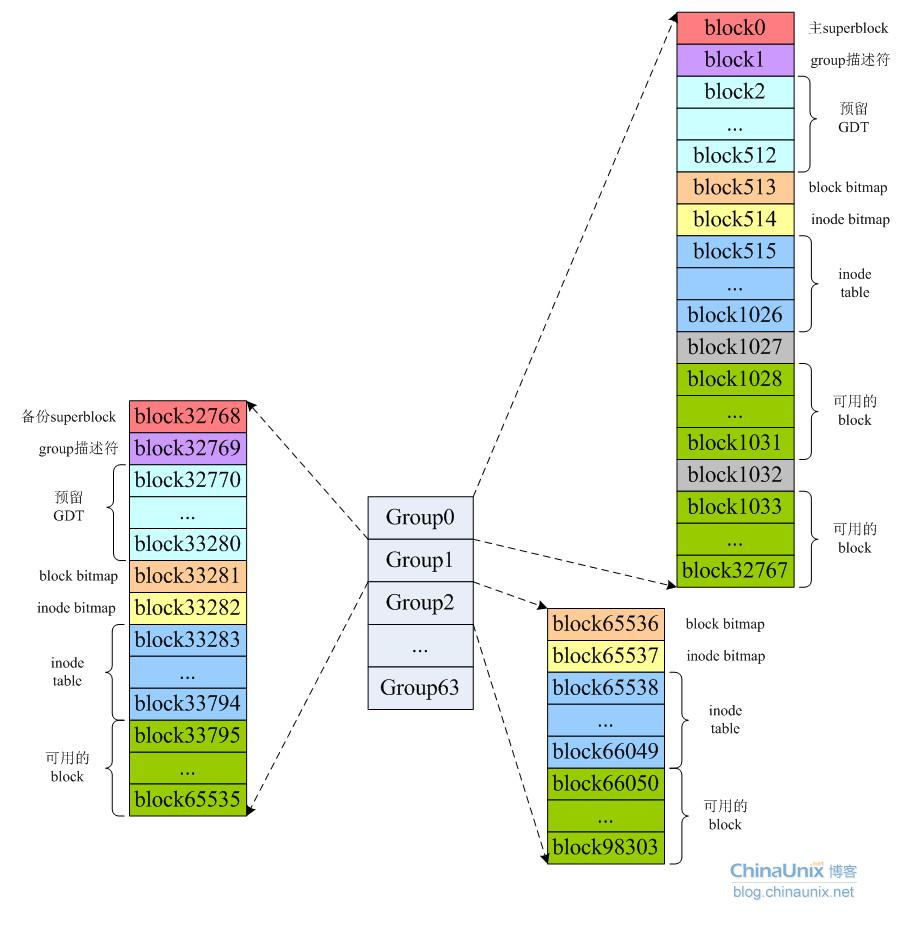 block0 主superblock
block1 group描述符
block2
...
block512
预留
GDT
block513 block bitmap
block514 inode bitmap
block515
...
block1026
inode
table
block1027
block1028
...
block1031
可用的
block
block1032
block1033
...
block32767
可用的
block
备份superblock block32768
group描述符 block32769
block32770
...
block33280
预留
GDT
block bitmap block33281
inode bitmap block33282
block33283
...
block33794
inode
table
block33795
...
block65535
可用的
block
Group0
Group1
Group2
...
Group63
block65536 block bitmap
block65537 inode bitmap
block65538
...
block66049
inode
table
block66050
...
block98303
可用的
block
ChinaUnix.net 博客
blog.chinaunix.net